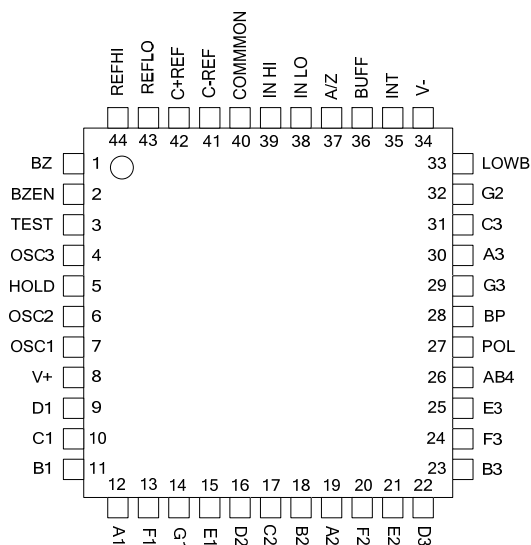 REFHI
REFLO
C+REF
C-REF
COMMMON
IN HI
IN LO
A/Z
BUFF
INT
V-
44 43 42 41 40 39 38 37 36 35 34
BZ 1
BZEN 2
TEST 3
OSC3 4
HOLD 5
OSC2 6
OSC1 7
V+ 8
D1 9
C1 10
B1 11
33 LOWB
32 G2
31 C3
30 A3
29 G3
28 BP
27 POL
26 AB4
25 E3
24 F3
23 B3
12 13 14 15 16 17 18 19 20 21 22
A1
F1
G1
E1
D2
C2
B2
A2
F2
E2
D3